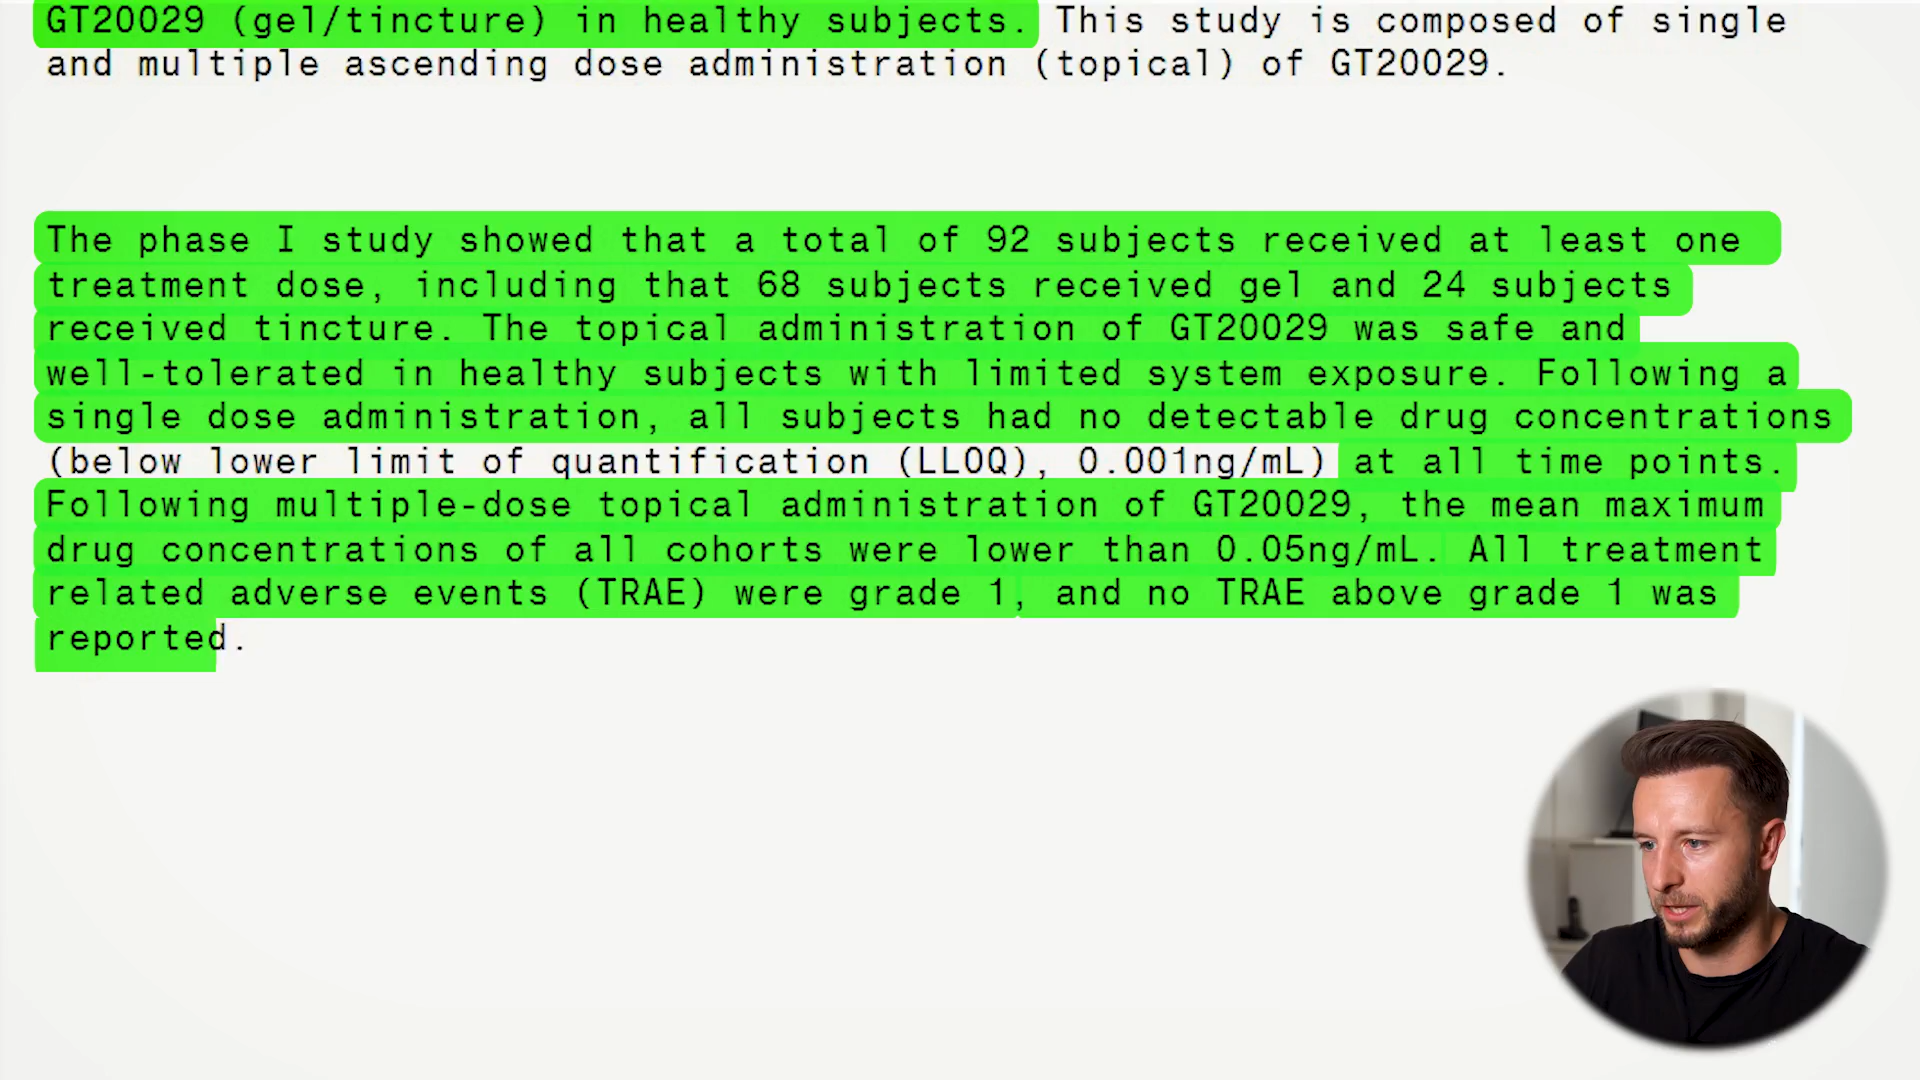 GT20029 (gel/tincture) in healthy subjects. This study is composed of single
and multiple ascending dose administration (topical) of GT20029.
The phase I study showed that a total of 92 subjects received at least one
treatment dose, including that 68 subjects received gel and 24 subjects
received tincture. The topical administration of GT20029 was safe and
well-tolerated in healthy subjects with limited system exposure. Following a
single dose administration, all subjects had no detectable drug concentrations
(below lower limit of quantification (LLOQ), 0.001ng/mL) at all time points.
Following multiple-dose topical administration of GT20029, the mean maximum
drug concentrations of all cohorts were lower than 0.05ng/mL. All treatment
related adverse events (TRAE) were grade 1, and no TRAE above grade 1 was
reported.